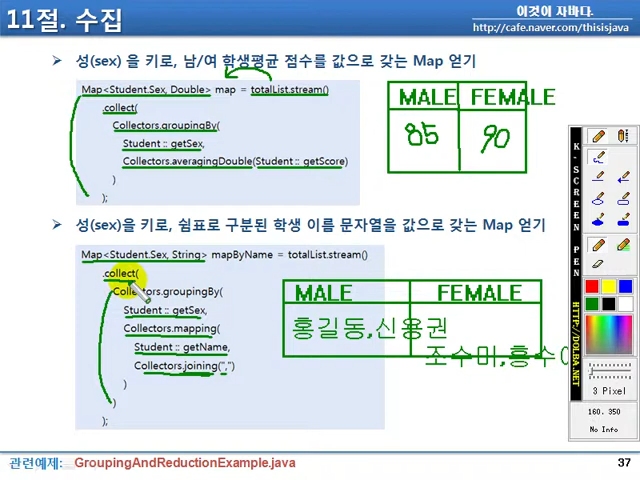 11절. 수집
이것이 자바다.
http://cafe.naver.com/thisisjava
➢ 성(sex) 을 키로, 남/여 학생평균 점수를 값으로 갖는 Map 얻기
Map<Student.Sex, Double> map = totalList.stream()
.collect(
Collectors.groupingBy(
Student :: getSex,
Collectors.averagingDouble(Student :: getScore)
)
);
MALE FEMALE
85 90
➢ 성(sex)을 키로, 쉼표로 구분된 학생 이름 문자열을 값으로 갖는 Map 얻기
Map<Student.Sex, String> mapByName = totalList.stream()
.collect(
Collectors.groupingBy(
Student :: getSex,
Collectors.mapping(
Student :: getName,
Collectors.joining(",")
)
)
);
MALE FEMALE
홍길동,신용권
조수미,홍수
K-SCREEN PEN
HTTP://DOLBA.NET
3 Pixel
160. 350
No Info
관련예제: GroupingAndReductionExample.java
37